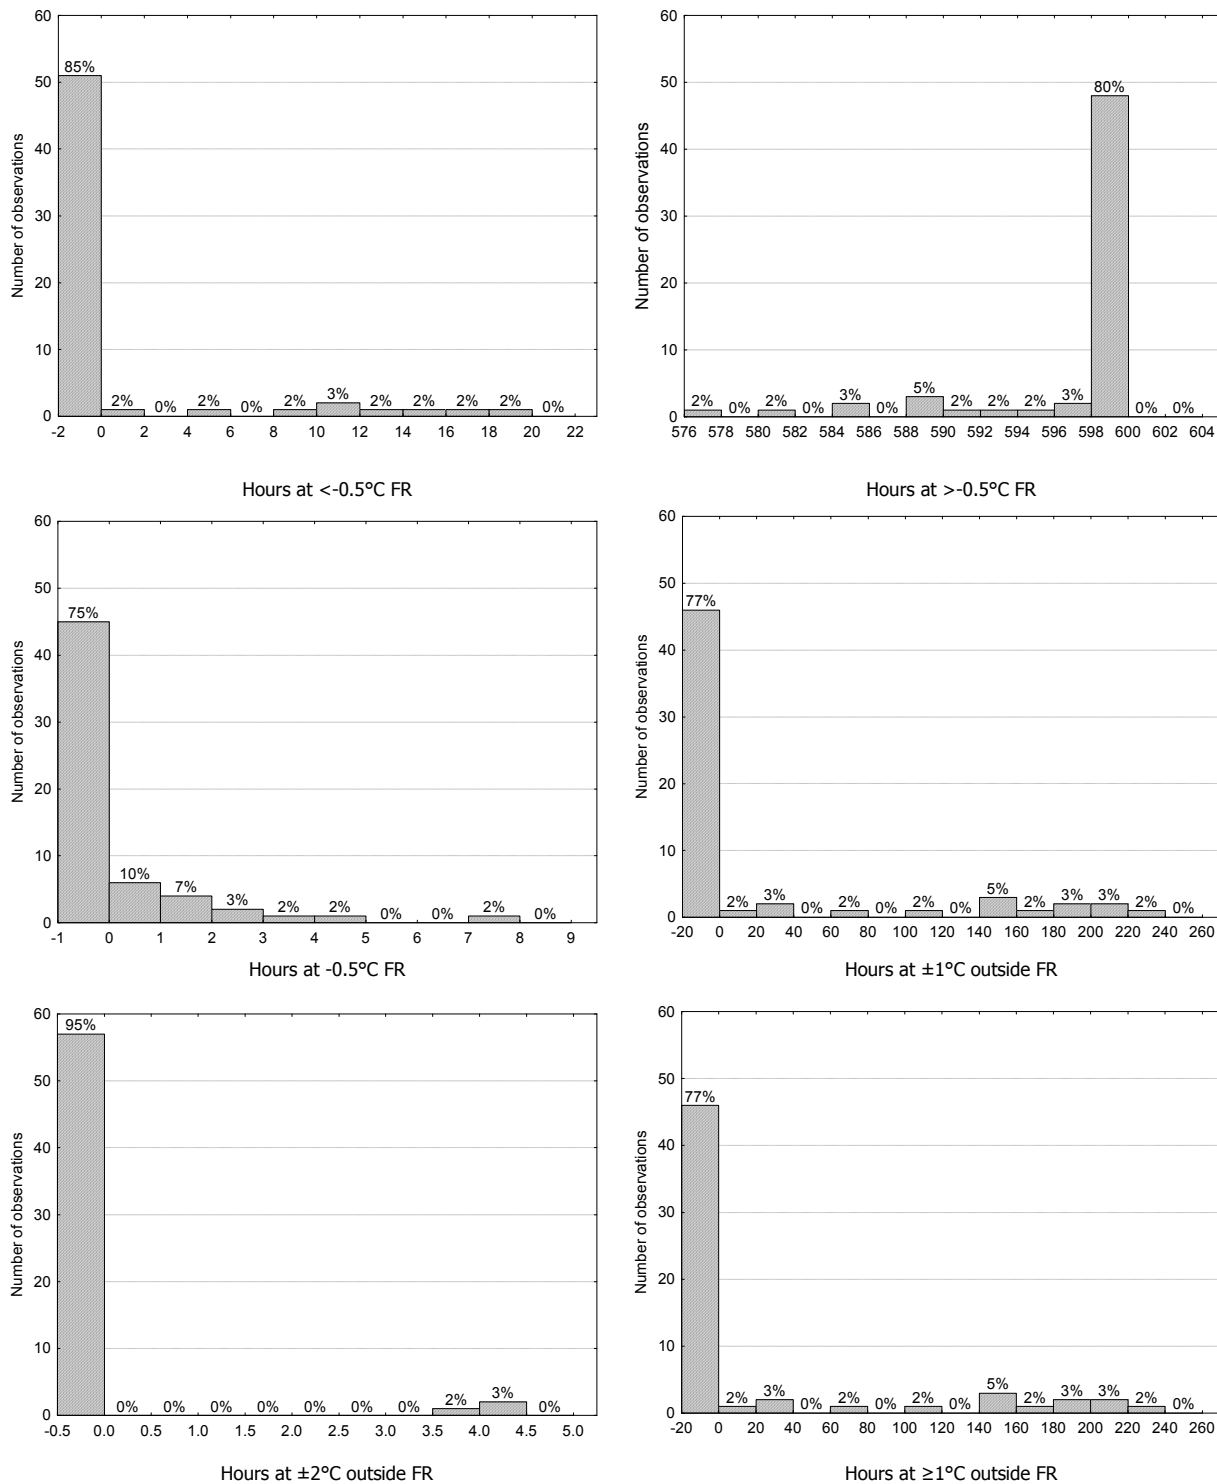 60
50
40
30
20
10
0
Number of observations
85%
2% 0% 2% 0% 2% 3% 2% 2% 2% 2% 0%
-2 0 2 4 6 8 10 12 14 16 18 20 22
Hours at <-0.5°C FR
60
50
40
30
20
10
0
Number of observations
80%
2% 0% 2% 0% 3% 0% 5% 2% 2% 2% 3% 0% 0%
576 578 580 582 584 586 588 590 592 594 596 598 600 602 604
Hours at >-0.5°C FR
60
50
40
30
20
10
0
Number of observations
75%
10% 7% 3% 2% 2% 0% 0% 2% 0%
-1 0 1 2 3 4 5 6 7 8 9
Hours at -0.5°C FR
60
50
40
30
20
10
0
Number of observations
77%
2% 3% 0% 2% 0% 2% 0% 5% 2% 3% 3% 2% 0%
-20 0 20 40 60 80 100 120 140 160 180 200 220 240 260
Hours at ±1°C outside FR
60
50
40
30
20
10
0
Number of observations
95%
0% 0% 0% 0% 0% 0% 0% 2% 3% 0%
-0.5 0.0 0.5 1.0 1.5 2.0 2.5 3.0 3.5 4.0 4.5 5.0
Hours at ±2°C outside FR
60
50
40
30
20
10
0
Number of observations
77%
2% 3% 0% 2% 0% 2% 0% 5% 2% 3% 3% 2% 0%
-20 0 20 40 60 80 100 120 140 160 180 200 220 240 260
Hours at ≥1°C outside FR